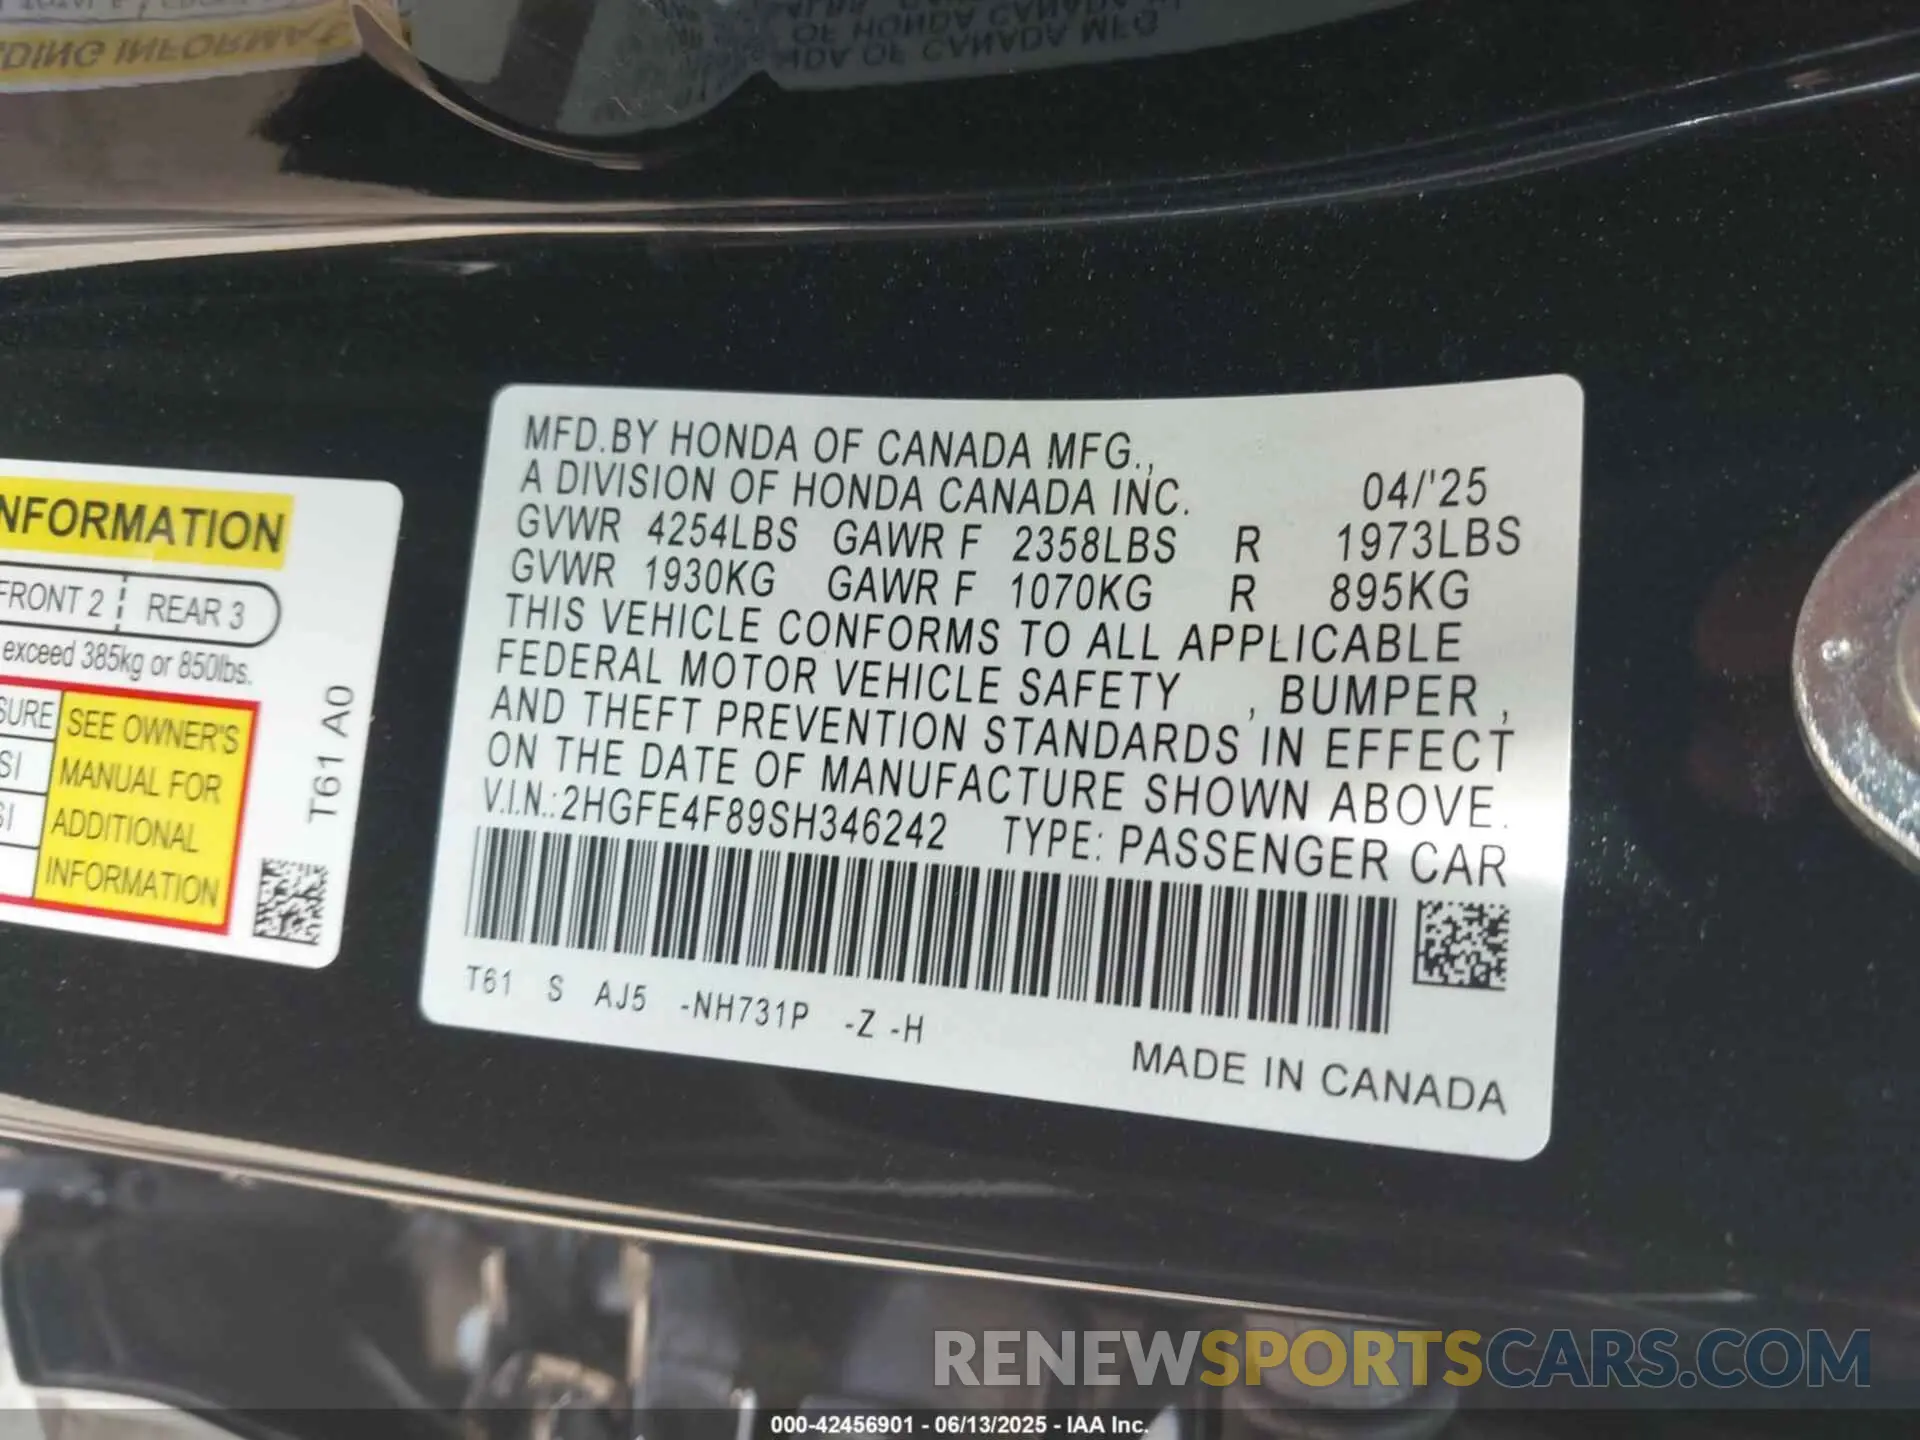 MFD.BY HONDA OF CANADA MFG.,
A DIVISION OF HONDA CANADA INC. 04/'25
GVWR 4254LBS GAWR F 2358LBS R 1973LBS
GVWR 1930KG GAWR F 1070KG R 895KG
THIS VEHICLE CONFORMS TO ALL APPLICABLE
FEDERAL MOTOR VEHICLE SAFETY , BUMPER ,
AND THEFT PREVENTION STANDARDS IN EFFECT
ON THE DATE OF MANUFACTURE SHOWN ABOVE.
V.I.N.:2HGFE4F89SH346242 TYPE: PASSENGER CAR
T61 S AJ5 -NH731P -Z -H
MADE IN CANADA
NFORMATION
FRONT 2 REAR 3
exceed 385kg or 850lbs.
SURE
SI
SI
SEE OWNER'S
MANUAL FOR
ADDITIONAL
INFORMATION
T61 A0
RENEWSPORTSCARS.COM
000-42456901 - 06/13/2025 - IAA Inc.